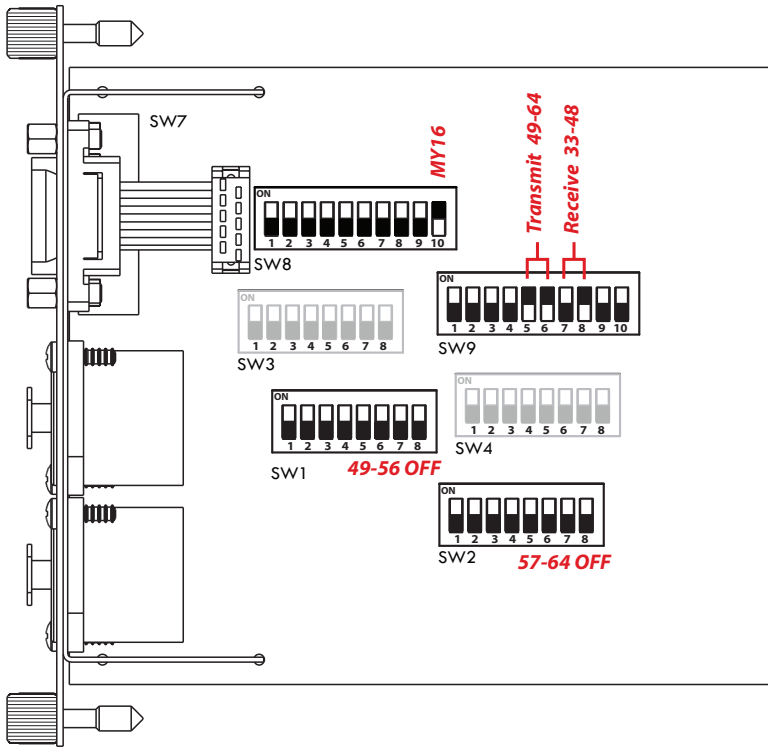 SW7
MY16
Transmit 49-64
Receive 33-48
ON
1 2 3 4 5 6 7 8 9 10
SW8
ON
1 2 3 4 5 6 7 8 9 10
SW9
ON
1 2 3 4 5 6 7 8
SW3
ON
1 2 3 4 5 6 7 8
SW4
ON
1 2 3 4 5 6 7 8
SW1
49-56 OFF
ON
1 2 3 4 5 6 7 8
SW2
57-64 OFF